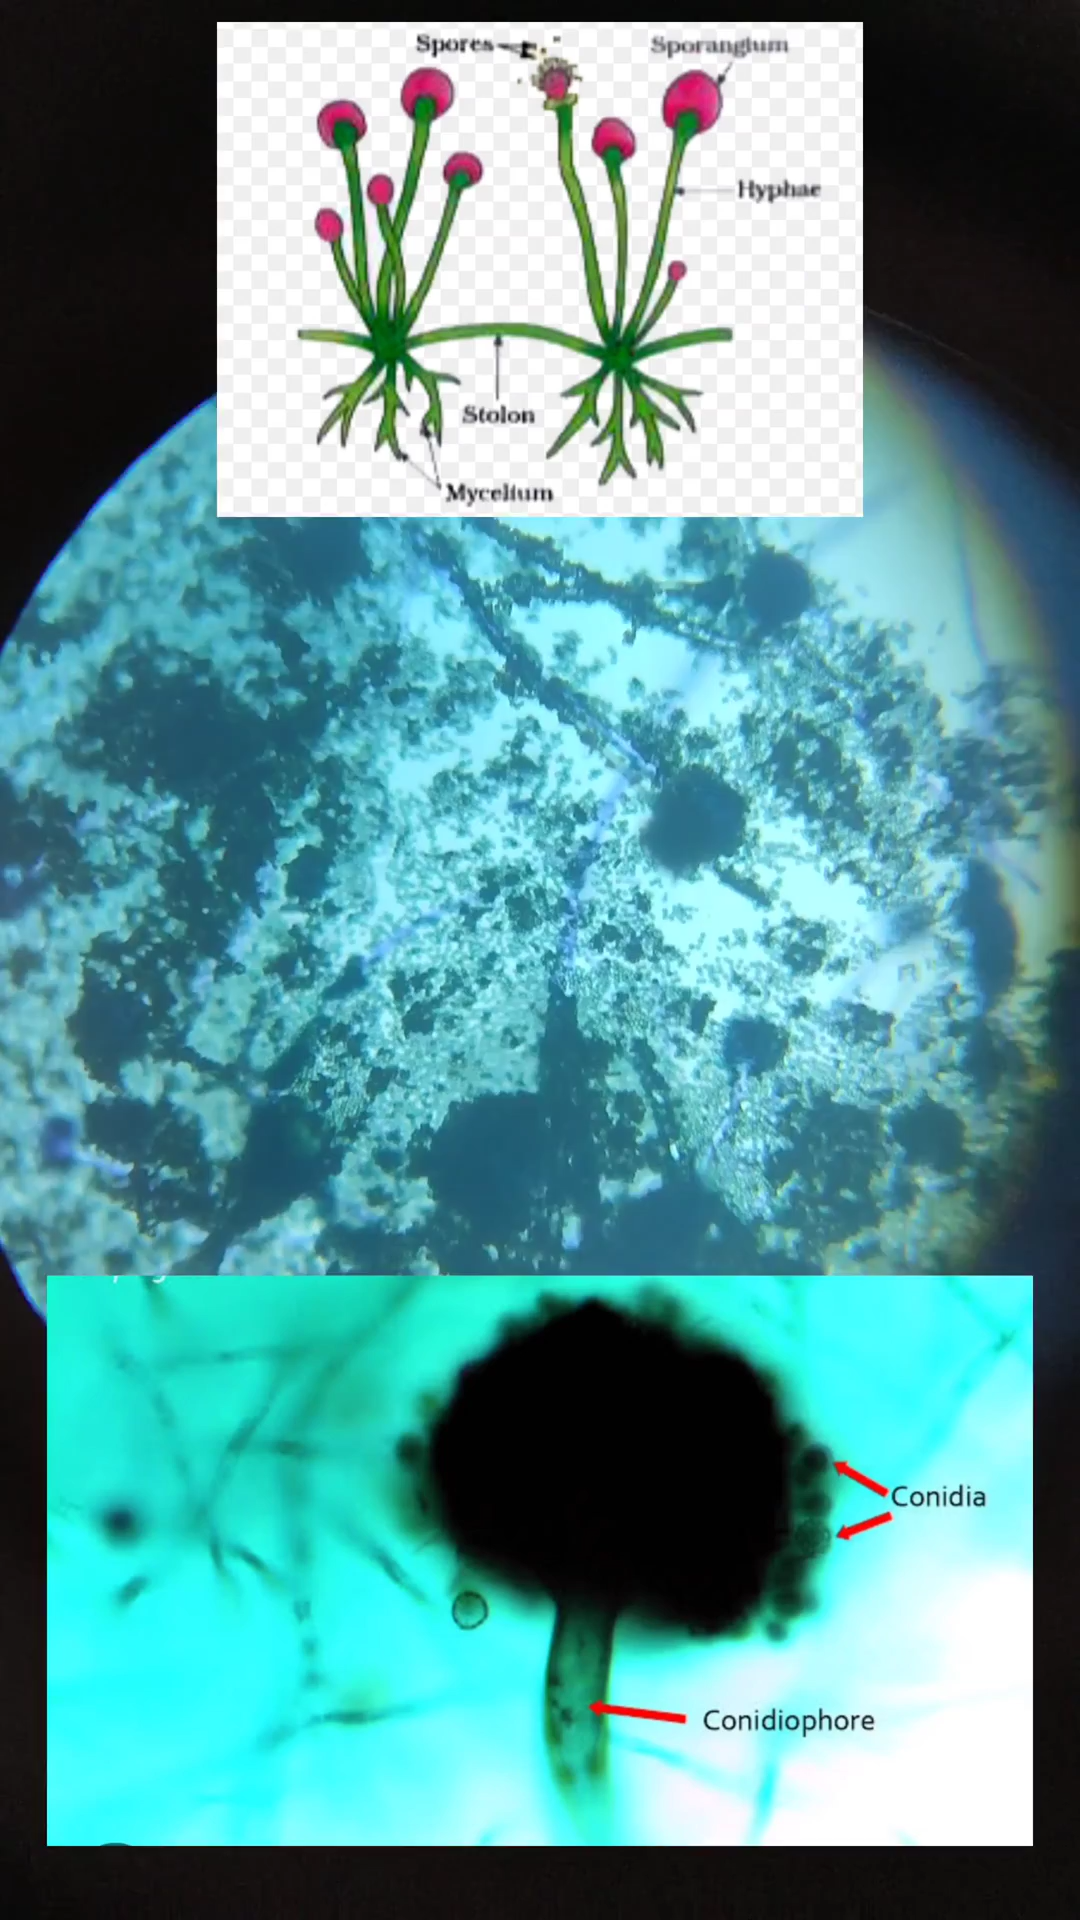 Spores
Sporangium
Hyphae
Stolon
Mycelium
Conidia
Conidiophore